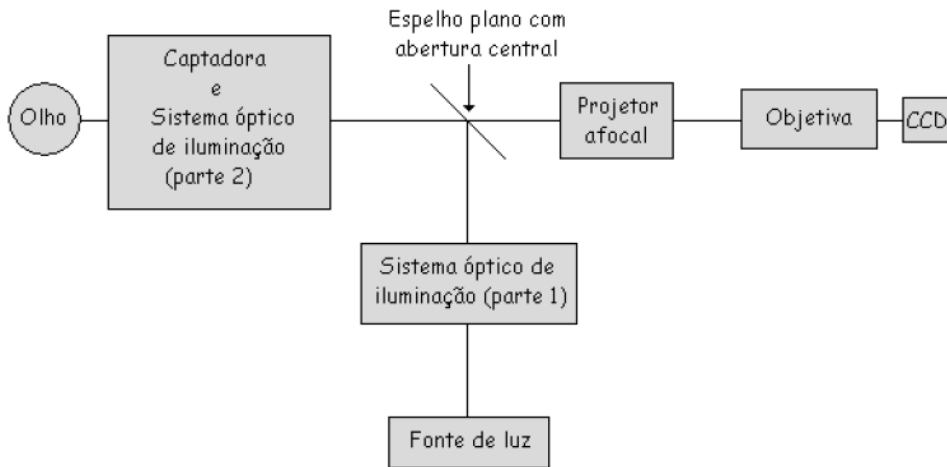 Espelho plano com
abertura central
Olho
Captadora
e
Sistema óptico
de iluminação
(parte 2)
Projetor
afocal
Objetiva
CCD
Sistema óptico de
iluminação (parte 1)
Fonte de luz